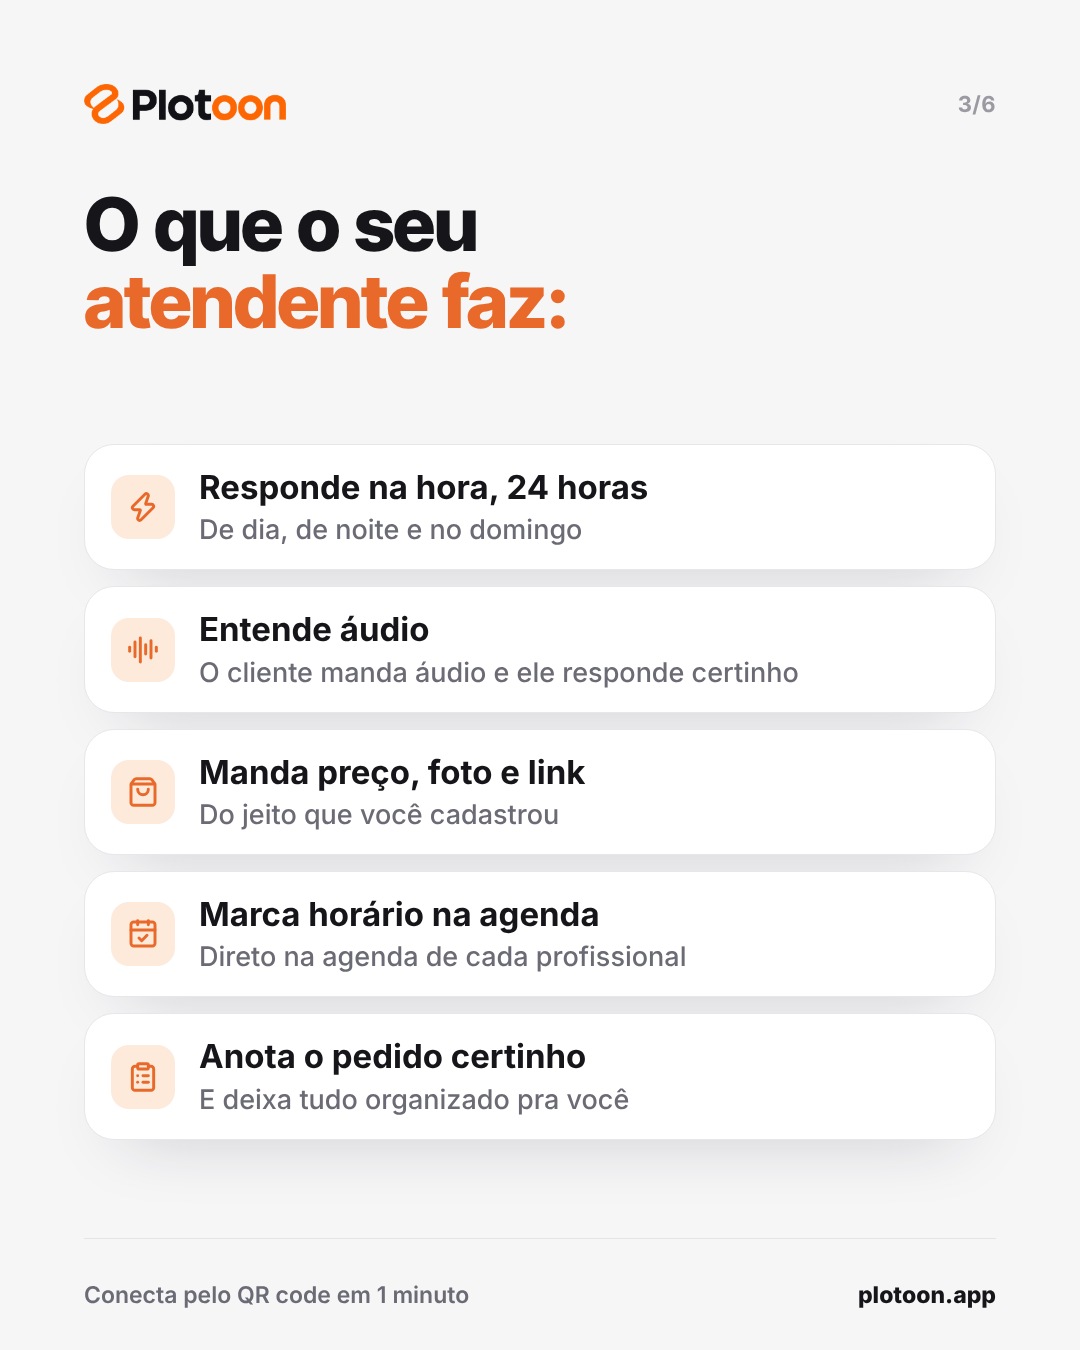 Plotoon
3/6
O que o seu
atendente faz:
Responde na hora, 24 horas
De dia, de noite e no domingo
Entende áudio
O cliente manda áudio e ele responde certinho
Manda preço, foto e link
Do jeito que você cadastrou
Marca horário na agenda
Direto na agenda de cada profissional
Anota o pedido certinho
E deixa tudo organizado pra você
Conecta pelo QR code em 1 minuto
plotoon.app